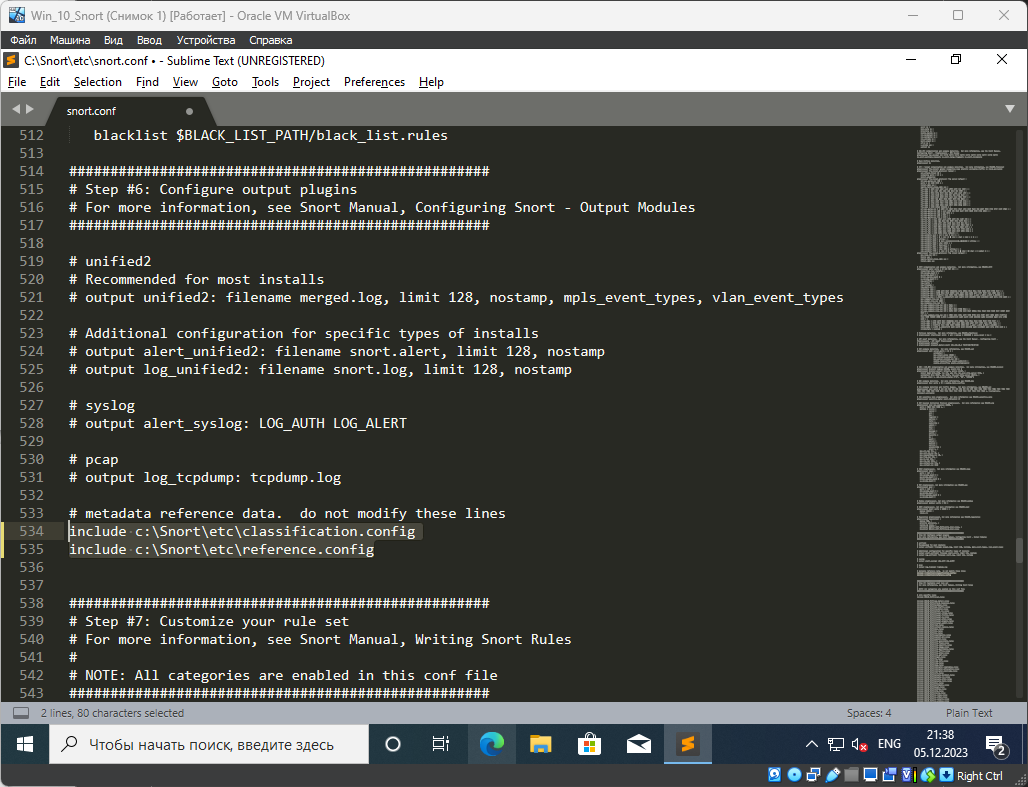 Win_10_Snort (Снимок 1) [Работает] - Oracle VM VirtualBox
Файл Машина Вид Ввод Устройства Справка
C:\Snort\etc\snort.conf • - Sublime Text (UNREGISTERED)
File Edit Selection Find View Goto Tools Project Preferences Help
snort.conf
512 blacklist $BLACK_LIST_PATH/black_list.rules
513
514 ###################################################
515 # Step #6: Configure output plugins
516 # For more information, see Snort Manual, Configuring Snort - Output Modules
517 ###################################################
518
519 # unified2
520 # Recommended for most installs
521 # output unified2: filename merged.log, limit 128, nostamp, mpls_event_types, vlan_event_types
522
523 # Additional configuration for specific types of installs
524 # output alert_unified2: filename snort.alert, limit 128, nostamp
525 # output log_unified2: filename snort.log, limit 128, nostamp
526
527 # syslog
528 # output alert_syslog: LOG_AUTH LOG_ALERT
529
530 # pcap
531 # output log_tcpdump: tcpdump.log
532
533 # metadata reference data.  do not modify these lines
534 include c:\Snort\etc\classification.config
535 include c:\Snort\etc\reference.config
536
537
538 ###################################################
539 # Step #7: Customize your rule set
540 # For more information, see Snort Manual, Writing Snort Rules
541 #
542 # NOTE: All categories are enabled in this conf file
543 ###################################################
2 lines, 80 characters selected Spaces: 4 Plain Text
Чтобы начать поиск, введите здесь
ENG
21:38
05.12.2023
2
Right Ctrl